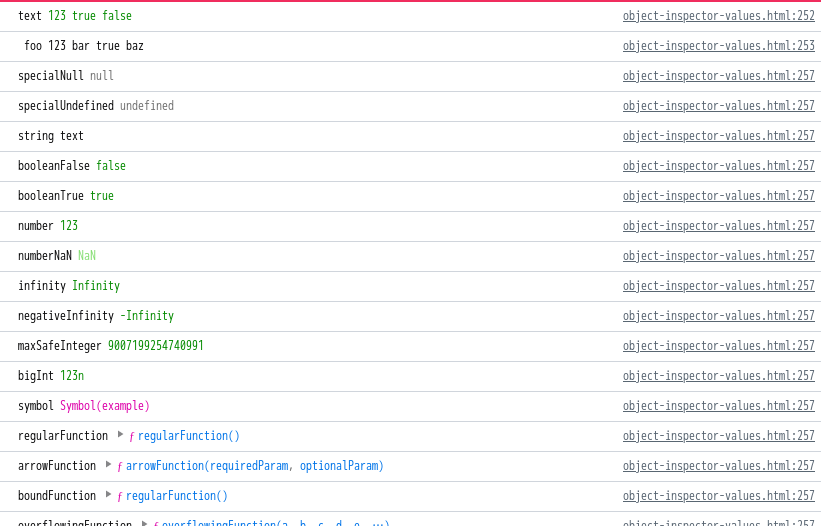 text 123 true false object-inspector-values.html:252
foo 123 bar true baz object-inspector-values.html:253
specialNull null object-inspector-values.html:257
specialUndefined undefined object-inspector-values.html:257
string text object-inspector-values.html:257
booleanFalse false object-inspector-values.html:257
booleanTrue true object-inspector-values.html:257
number 123 object-inspector-values.html:257
numberNaN NaN object-inspector-values.html:257
infinity Infinity object-inspector-values.html:257
negativeInfinity -Infinity object-inspector-values.html:257
maxSafeInteger 9007199254740991 object-inspector-values.html:257
bigInt 123n object-inspector-values.html:257
symbol Symbol(example) object-inspector-values.html:257
regularFunction ƒ regularFunction() object-inspector-values.html:257
arrowFunction ƒ arrowFunction(requiredParam, optionalParam) object-inspector-values.html:257
boundFunction ƒ regularFunction() object-inspector-values.html:257
overflowingFunction ƒ overflowingFunction(a, b, c, d, e, …) object-inspector-values.html:257